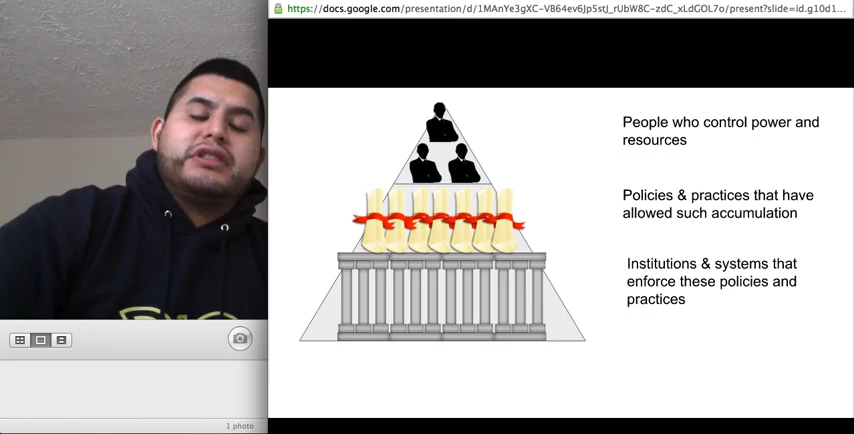 https://docs.google.com/presentation/d/1MAnYe3gXC-VB64ev6Jp5stJ_rUbW8C-zdC_xLdGOL7o/present?slide=id.g10d1...
People who control power and
resources
Policies & practices that have
allowed such accumulation
Institutions & systems that
enforce these policies and
practices
1 photo